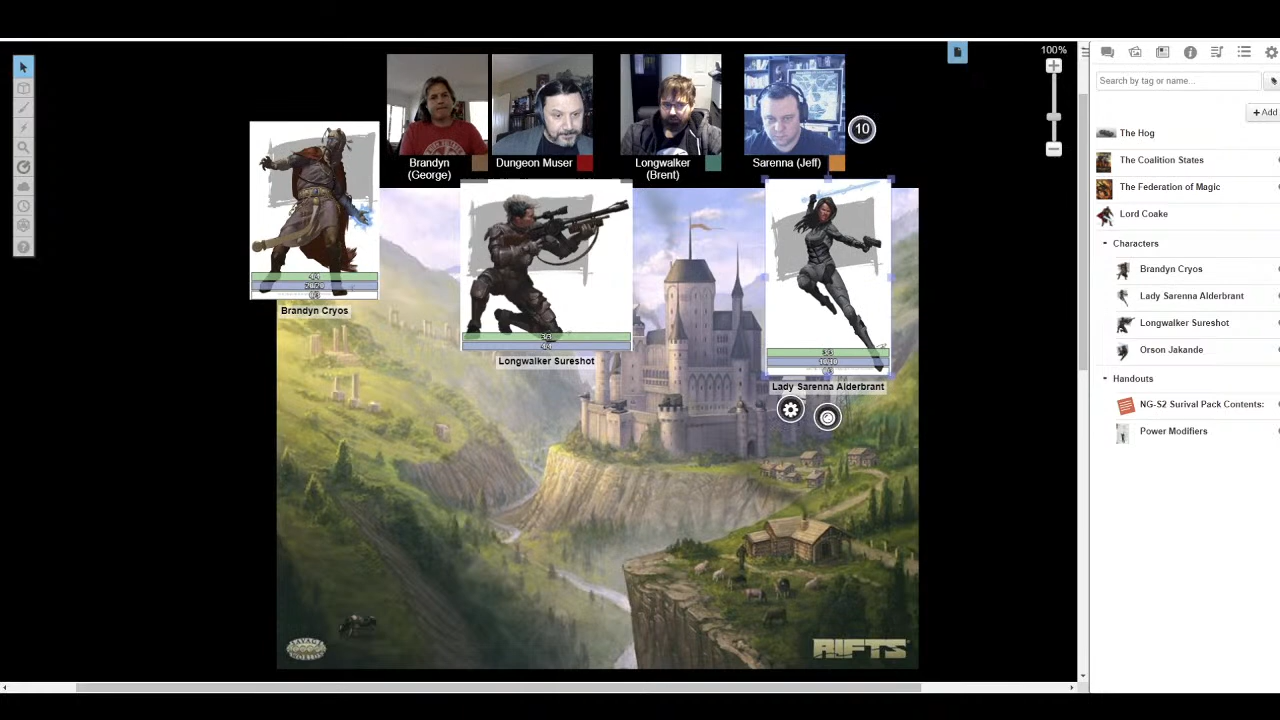 100%
Search by tag or name...
+ Add
The Hog
The Coalition States
The Federation of Magic
Lord Coake
Characters
Brandyn Cryos
Lady Sarenna Alderbrant
Longwalker Sureshot
Orson Jakande
Handouts
NG-S2 Surival Pack Contents:
Power Modifiers
Brandyn
(George)
Dungeon Muser
Longwalker
(Brent)
Sarenna (Jeff)
10
Brandyn Cryos
Longwalker Sureshot
Lady Sarenna Alderbrant
SAVAGE
WORLDS
RIFTS